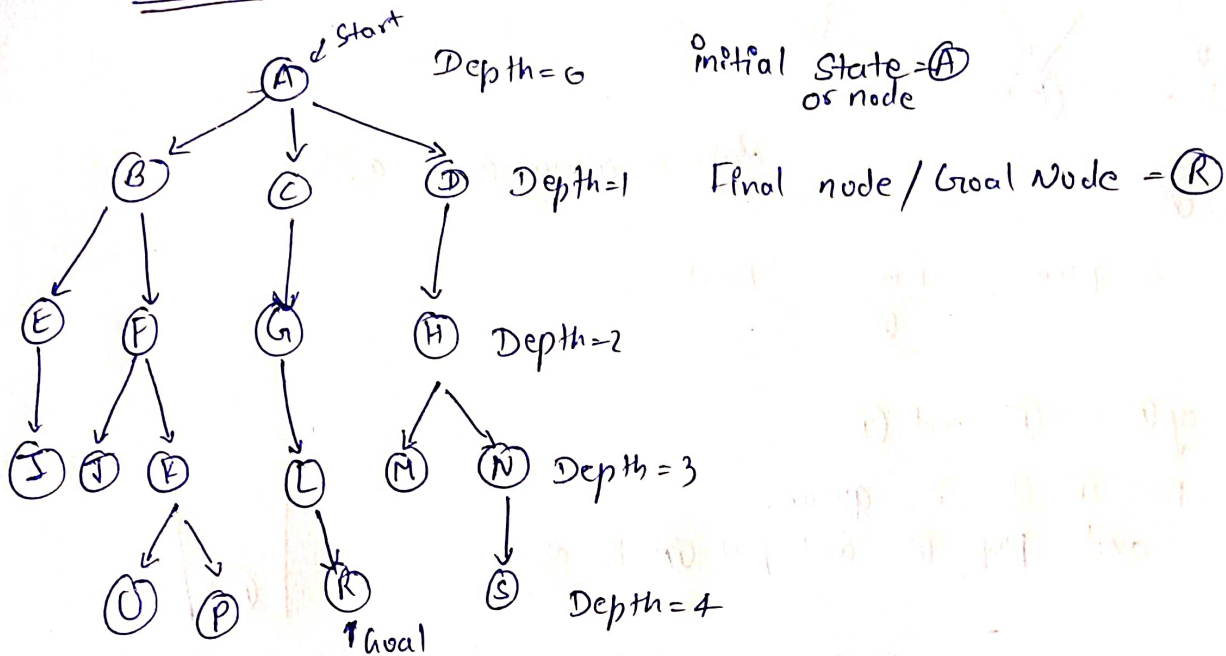 Start
A Depth=0 initial State=A
or node
B C D Depth=1 Final node/Goal Node = R
E F G H Depth=2
I J K L M N Depth=3
O P R S Depth=4
Goal